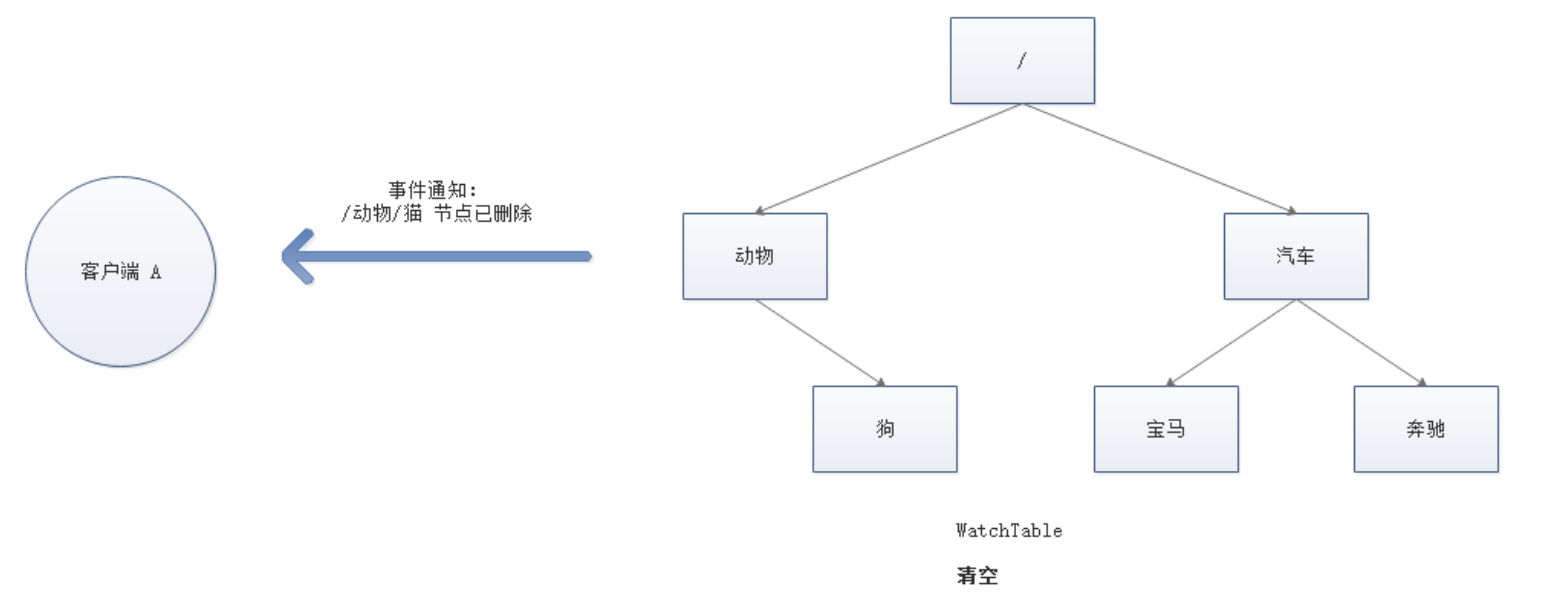 /
事件通知:
/动物/猫 节点已删除
客户端 A
动物
汽车
狗
宝马
奔驰
WatchTable
清空